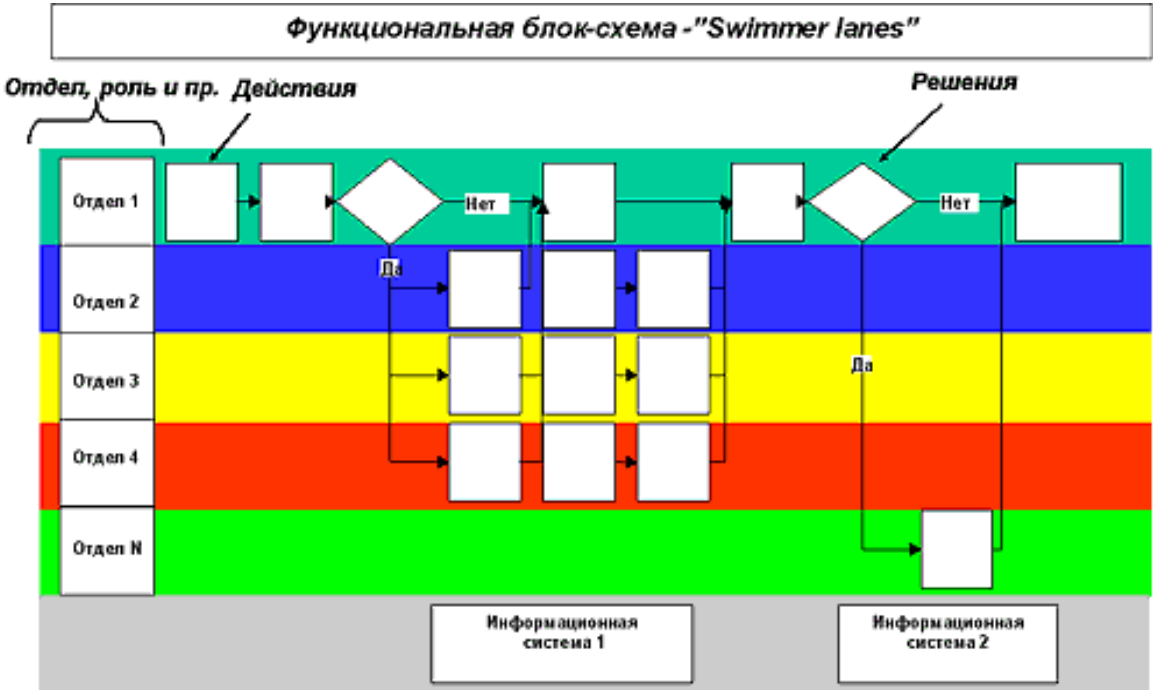 Функциональная блок-схема -"Swimmer lanes"
Отдел, роль и пр.
Действия
Решения
Отдел 1
Нет
Нет
Да
Отдел 2
Отдел 3
Да
Отдел 4
Отдел N
Информационная
система 1
Информационная
система 2